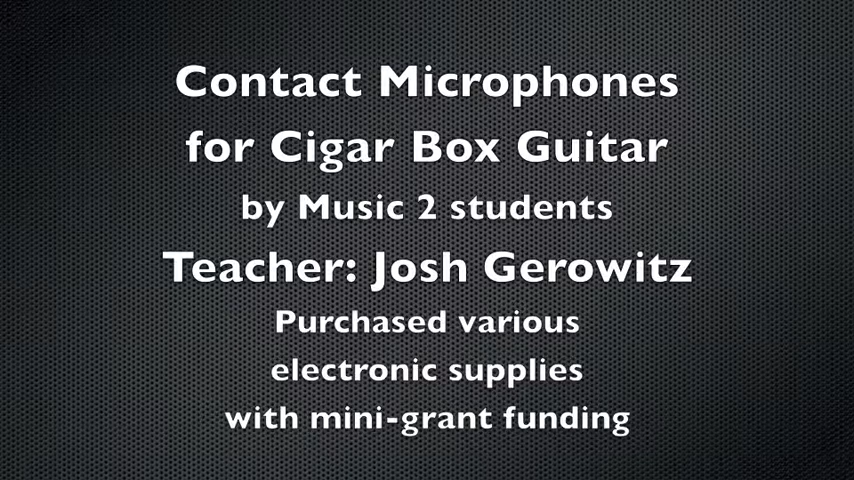 Contact Microphones
for Cigar Box Guitar
by Music 2 students
Teacher: Josh Gerowitz
Purchased various
electronic supplies
with mini-grant funding